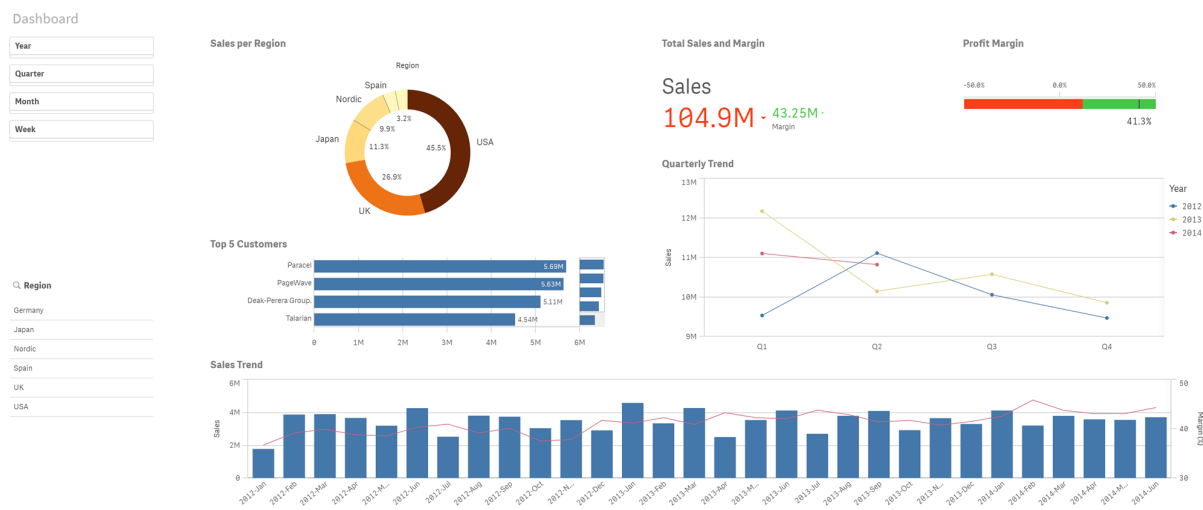 Dashboard
Year
Quarter
Month
Week
Region
Germany
Japan
Nordic
Spain
UK
USA
Sales per Region
Region
Spain
Nordic
Japan
UK
USA
3.2%
9.9%
11.3%
26.9%
45.5%
Total Sales and Margin
Sales
104.9M
43.25M
Margin
Profit Margin
-50.0% 0.0% 50.0%
41.3%
Top 5 Customers
Paracel 5.69M
PageWave 5.63M
Deak-Perera Group. 5.11M
Talarian 4.54M
0 1M 2M 3M 4M 5M 6M
Quarterly Trend
Sales
13M
12M
11M
10M
9M
Q1 Q2 Q3 Q4
Year
2012
2013
2014
Sales Trend
Sales
6M
4M
2M
0
50
40
30
Margin (%)
2012-Jan 2012-Feb 2012-Mar 2012-Apr 2012-M... 2012-Jun 2012-Jul 2012-Aug 2012-Sep 2012-Oct 2012-N... 2012-Dec 2013-Jan 2013-Feb 2013-Mar 2013-Apr 2013-M... 2013-Jun 2013-Jul 2013-Aug 2013-Sep 2013-Oct 2013-N... 2013-Dec 2014-Jan 2014-Feb 2014-Mar 2014-Apr 2014-M... 2014-Jun